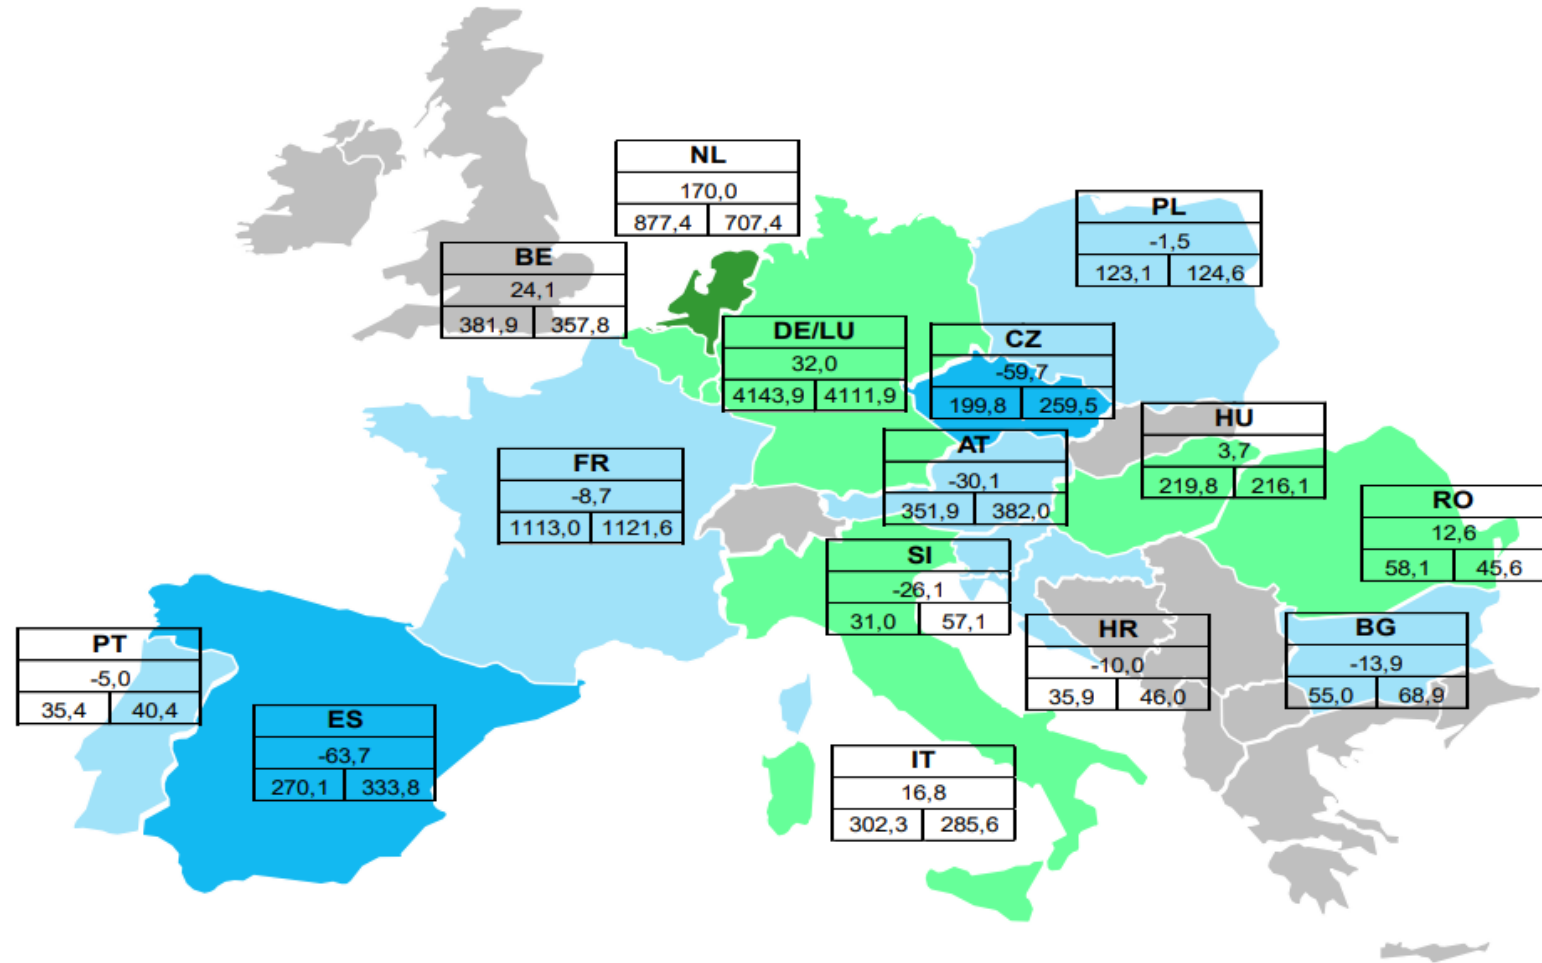 NL
170,0
877,4 707,4
PL
-1,5
123,1 124,6
BE
24,1
381,9 357,8
DE/LU
32,0
4143,9 4111,9
CZ
-59,7
199,8 259,5
HU
3,7
219,8 216,1
AT
-30,1
351,9 382,0
FR
-8,7
1113,0 1121,6
RO
12,6
58,1 45,6
SI
-26,1
31,0 57,1
HR
-10,0
35,9 46,0
BG
-13,9
55,0 68,9
PT
-5,0
35,4 40,4
ES
-63,7
270,1 333,8
IT
16,8
302,3 285,6